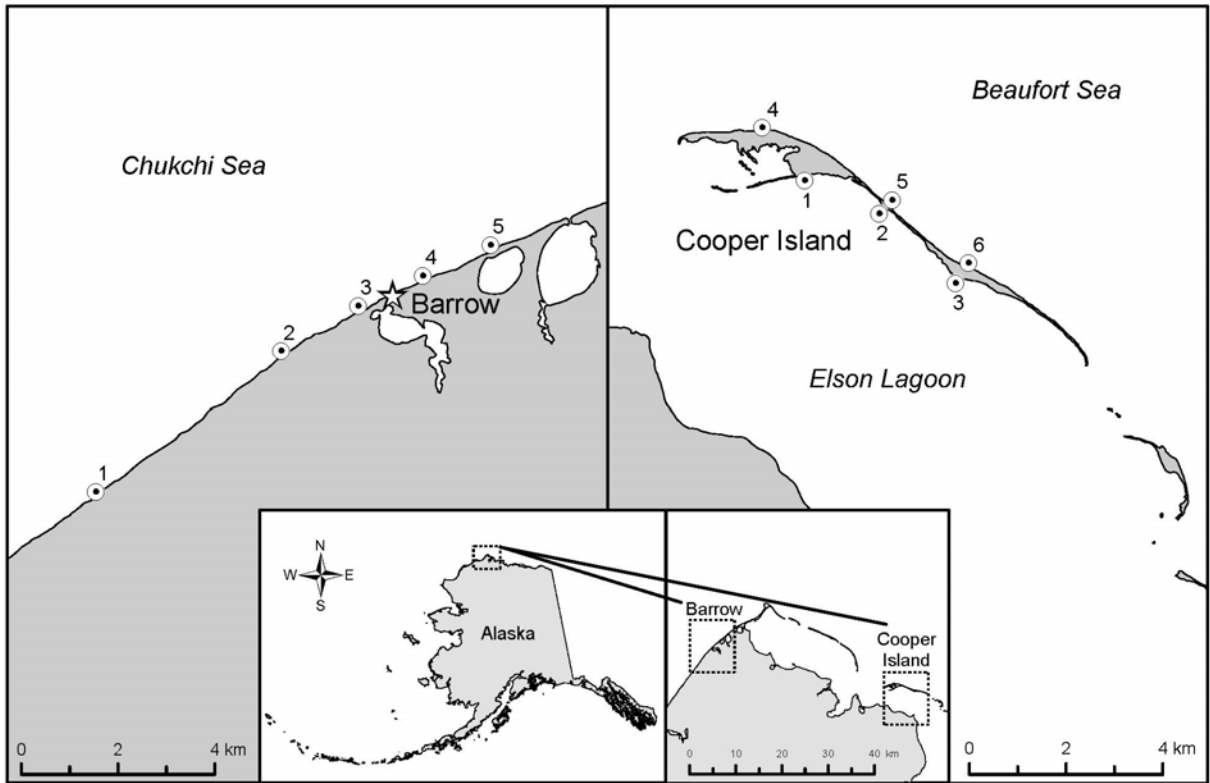 Chukchi Sea
5
4
3
Barrow
2
1
0 2 4 km
Beaufort Sea
4
1
5
2
Cooper Island
6
3
Elson Lagoon
0 2 4 km
N
W E
S
Alaska
Barrow
Cooper
Island
0 10 20 30 40 km